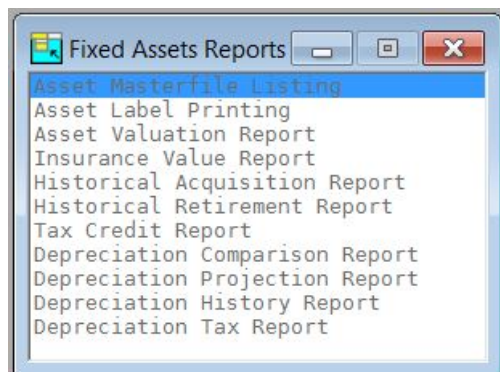 Fixed Assets Reports
Asset Masterfile Listing
Asset Label Printing
Asset Valuation Report
Insurance Value Report
Historical Acquisition Report
Historical Retirement Report
Tax Credit Report
Depreciation Comparison Report
Depreciation Projection Report
Depreciation History Report
Depreciation Tax Report